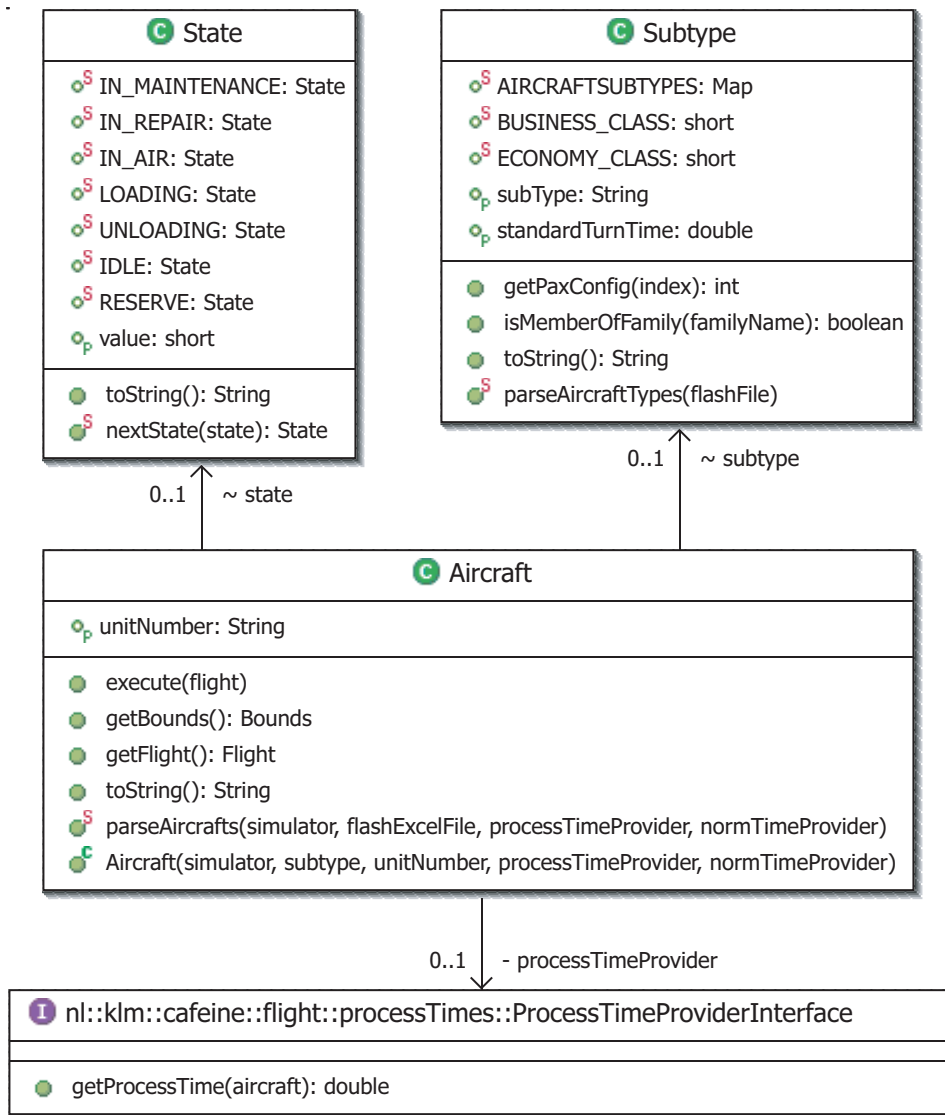 C State
S IN_MAINTENANCE: State
S IN_REPAIR: State
S IN_AIR: State
S LOADING: State
S UNLOADING: State
S IDLE: State
S RESERVE: State
P value: short
toString(): String
S nextState(state): State
C Subtype
S AIRCRAFTSUBTYPES: Map
S BUSINESS_CLASS: short
S ECONOMY_CLASS: short
P subType: String
P standardTurnTime: double
getPaxConfig(index): int
isMemberOfFamily(familyName): boolean
toString(): String
S parseAircraftTypes(flashFile)
0..1 ~ state
0..1 ~ subtype
C Aircraft
P unitNumber: String
execute(flight)
getBounds(): Bounds
getFlight(): Flight
toString(): String
S parseAircrafts(simulator, flashExcelFile, processTimeProvider, normTimeProvider)
C Aircraft(simulator, subtype, unitNumber, processTimeProvider, normTimeProvider)
0..1 - processTimeProvider
I nl::klm::cafeine::flight::processTimes::ProcessTimeProviderInterface
getProcessTime(aircraft): double